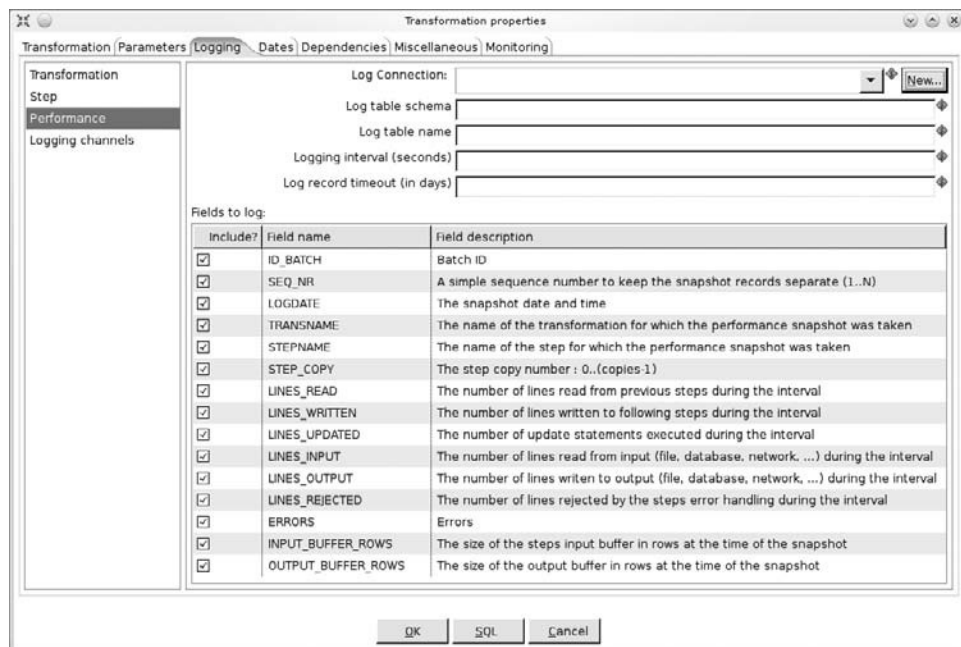 Transformation properties
Transformation Parameters Logging Dates Dependencies Miscellaneous Monitoring
Transformation
Step
Performance
Logging channels
Log Connection:
New...
Log table schema
Log table name
Logging interval (seconds)
Log record timeout (in days)
Fields to log:
Include? Field name Field description
ID_BATCH Batch ID
SEQ_NR A simple sequence number to keep the snapshot records separate (1..N)
LOGDATE The snapshot date and time
TRANSNAME The name of the transformation for which the performance snapshot was taken
STEPNAME The name of the step for which the performance snapshot was taken
STEP_COPY The step copy number : 0..(copies-1)
LINES_READ The number of lines read from previous steps during the interval
LINES_WRITTEN The number of lines written to following steps during the interval
LINES_UPDATED The number of update statements executed during the interval
LINES_INPUT The number of lines read from input (file, database, network, ...) during the interval
LINES_OUTPUT The number of lines writen to output (file, database, network, ...) during the interval
LINES_REJECTED The number of lines rejected by the steps error handling during the interval
ERRORS Errors
INPUT_BUFFER_ROWS The size of the steps input buffer in rows at the time of the snapshot
OUTPUT_BUFFER_ROWS The size of the output buffer in rows at the time of the snapshot
OK SQL Cancel